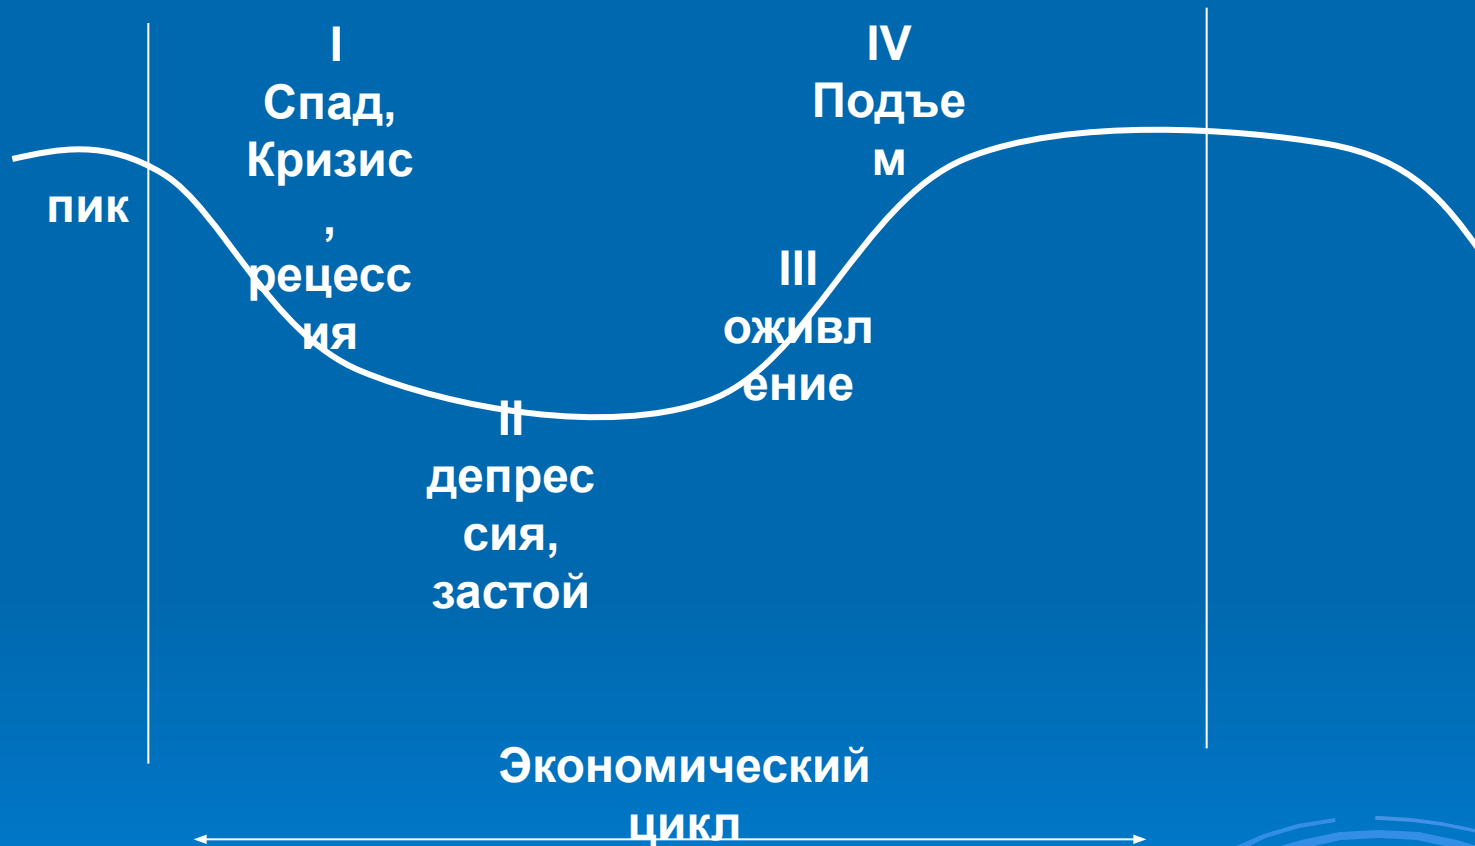 пик
I
Спад,
Кризис
,
рецесс
ия
II
депрес
сия,
застой
III
оживл
ение
IV
Подъе
м
Экономический
цикл